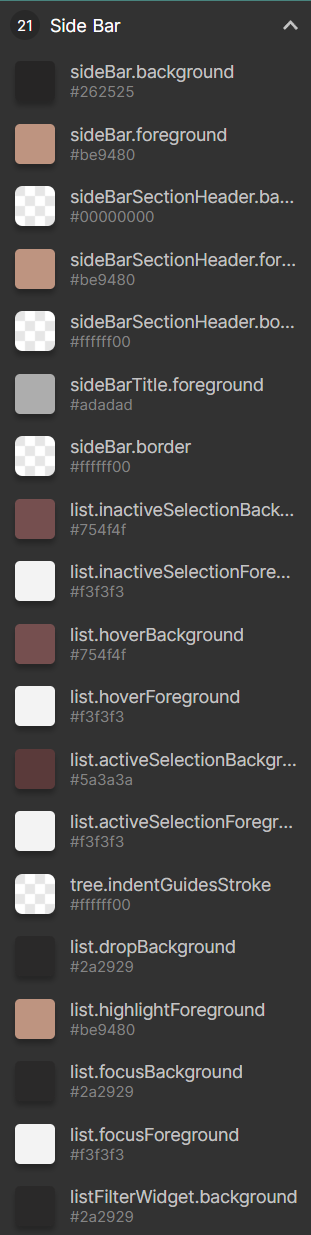 21 Side Bar
sideBar.background
#262525
sideBar.foreground
#be9480
sideBarSectionHeader.ba...
#00000000
sideBarSectionHeader.for...
#be9480
sideBarSectionHeader.bo...
#ffffff00
sideBarTitle.foreground
#adadad
sideBar.border
#ffffff00
list.inactiveSelectionBack...
#754f4f
list.inactiveSelectionFore...
#f3f3f3
list.hoverBackground
#754f4f
list.hoverForeground
#f3f3f3
list.activeSelectionBackgr...
#5a3a3a
list.activeSelectionForegr...
#f3f3f3
tree.indentGuidesStroke
#ffffff00
list.dropBackground
#2a2929
list.highlightForeground
#be9480
list.focusBackground
#2a2929
list.focusForeground
#f3f3f3
listFilterWidget.background
#2a2929